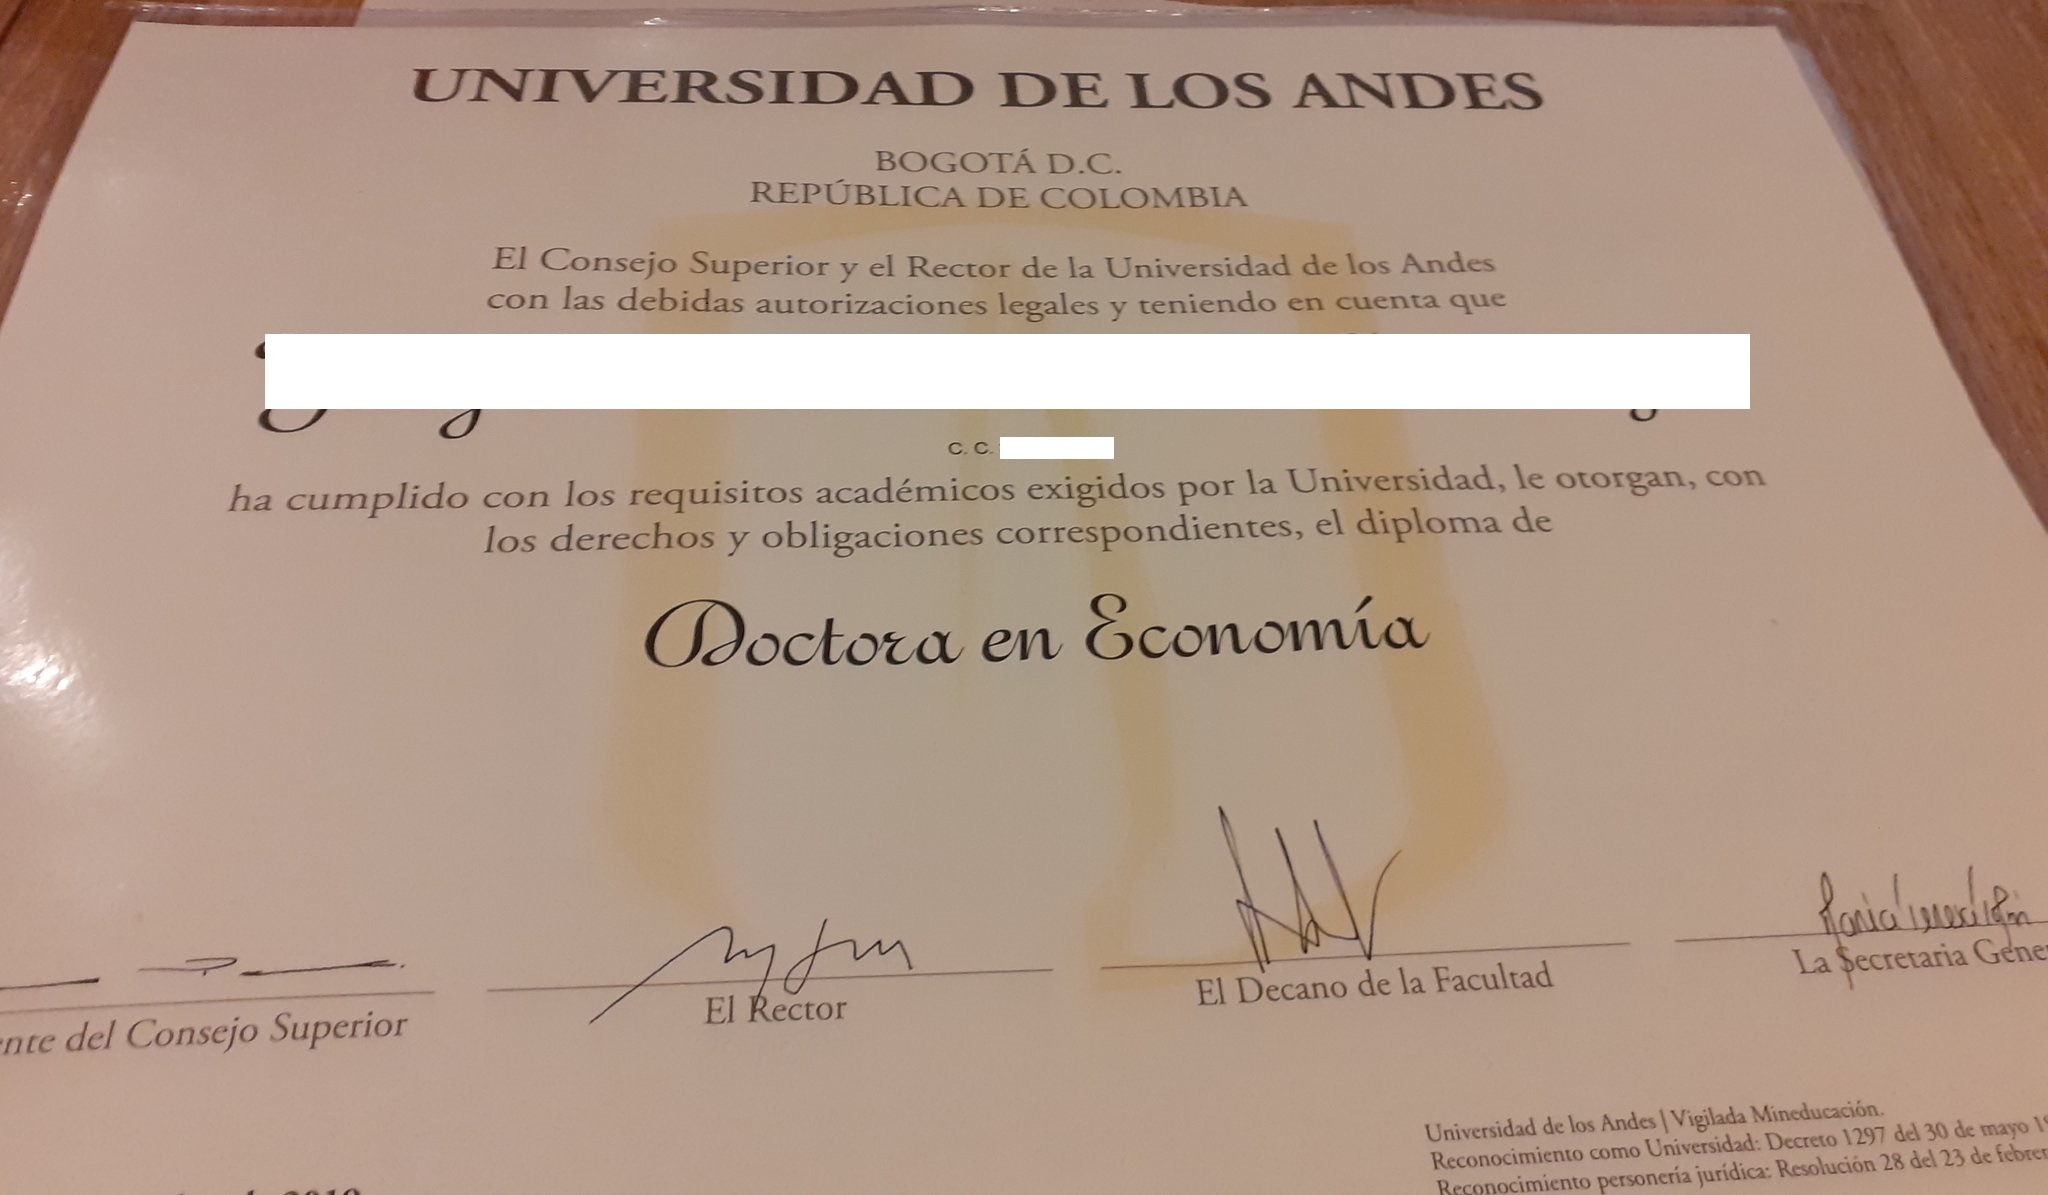 UNIVERSIDAD DE LOS ANDES
BOGOTÁ D.C.
REPÚBLICA DE COLOMBIA
El Consejo Superior y el Rector de la Universidad de los Andes
con las debidas autorizaciones legales y teniendo en cuenta que
C. C.
ha cumplido con los requisitos académicos exigidos por la Universidad, le otorgan, con
los derechos y obligaciones correspondientes, el diploma de
Doctora en Economía
del Consejo Superior
El Rector
El Decano de la Facultad
La Secretaria
Universidad de los Andes | Vigilada Mineducación.
Reconocimiento como Universidad: Decreto 1297 del 30 de mayo
Reconocimiento personería jurídica: Resolución 28 del 23 de